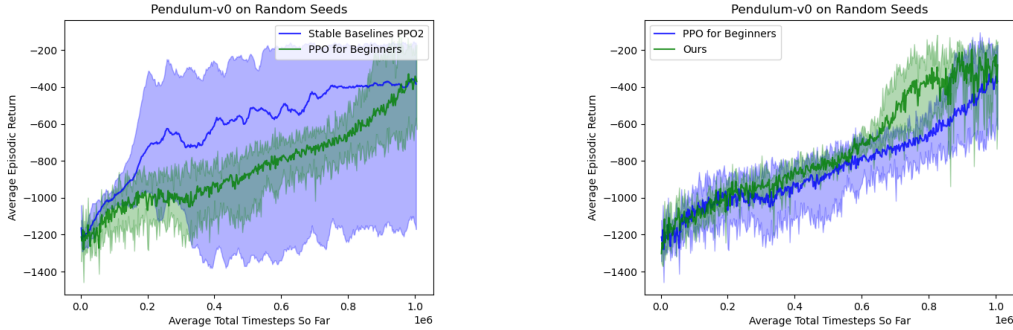 Pendulum-v0 on Random Seeds
Stable Baselines PPO2
PPO for Beginners
−200
−400
−600
−800
−1000
−1200
−1400
Average Episodic Return
0.0 0.2 0.4 0.6 0.8 1.0
1e6
Average Total Timesteps So Far
Pendulum-v0 on Random Seeds
PPO for Beginners
Ours
−200
−400
−600
−800
−1000
−1200
−1400
Average Episodic Return
0.0 0.2 0.4 0.6 0.8 1.0
1e6
Average Total Timesteps So Far